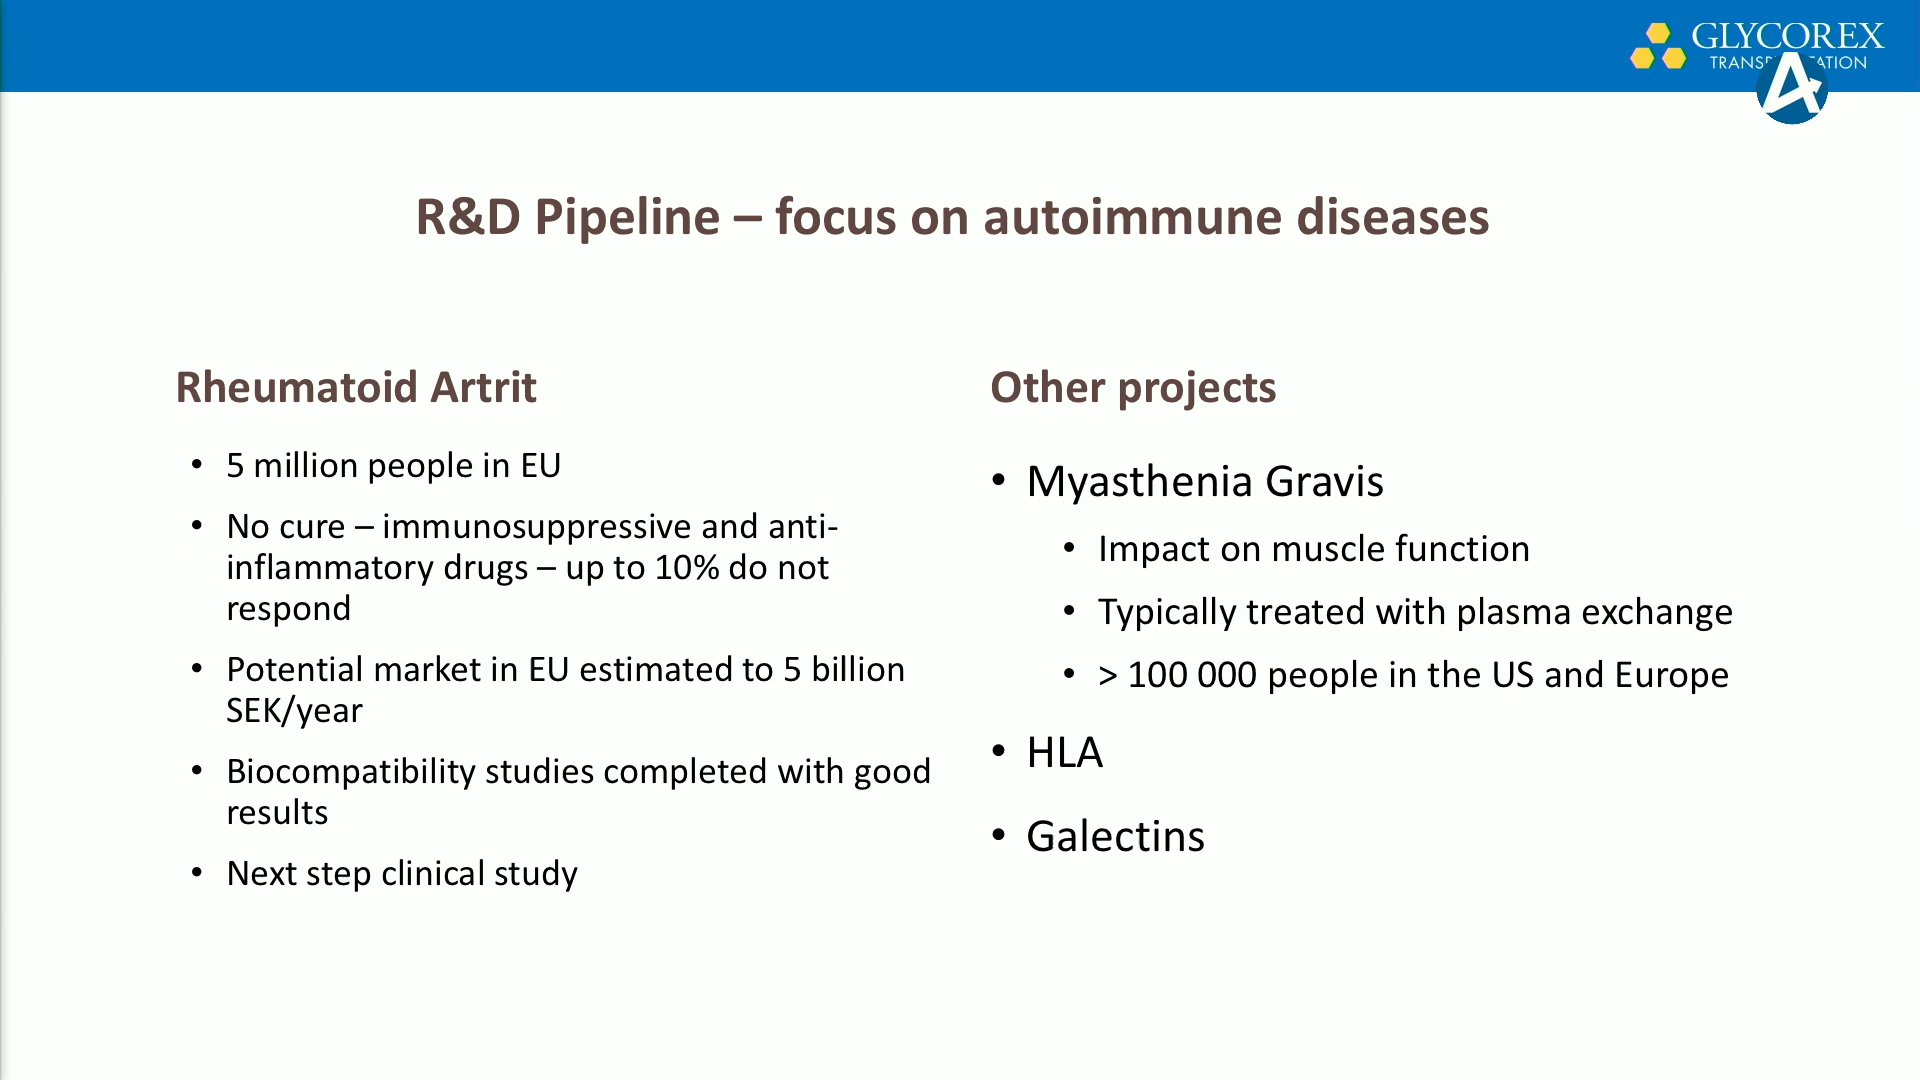 GLYCOREX
R&D Pipeline – focus on autoimmune diseases
Rheumatoid Artrit
• 5 million people in EU
• No cure – immunosuppressive and anti-
inflammatory drugs – up to 10% do not
respond
• Potential market in EU estimated to 5 billion
SEK/year
• Biocompatibility studies completed with good
results
• Next step clinical study
Other projects
• Myasthenia Gravis
• Impact on muscle function
• Typically treated with plasma exchange
• > 100 000 people in the US and Europe
• HLA
• Galectins